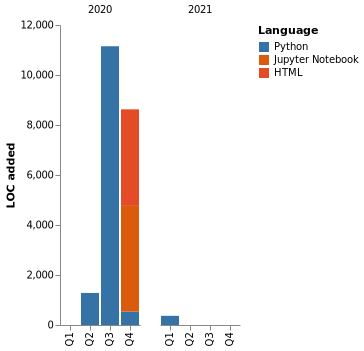 2020
2021
Language
Python
Jupyter Notebook
HTML
LOC added
12,000
10,000
8,000
6,000
4,000
2,000
0
Q1
Q2
Q3
Q4
Q1
Q2
Q3
Q4